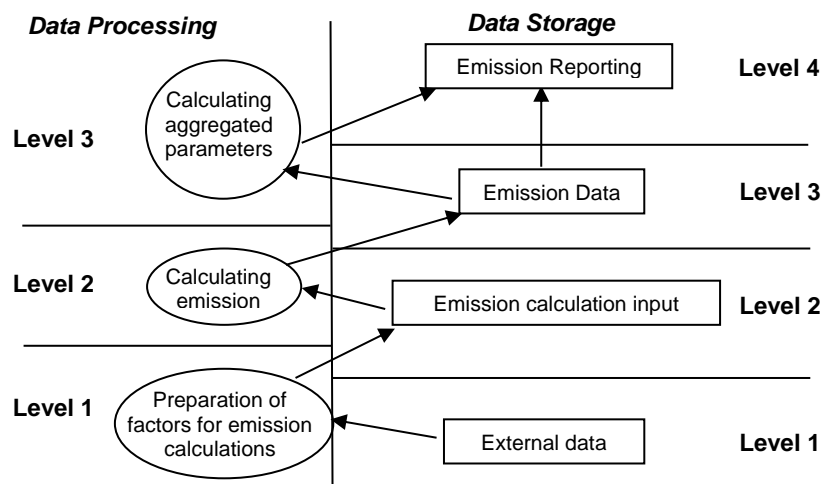 Data Processing
Data Storage
Emission Reporting
Level 4
Calculating
aggregated
parameters
Level 3
Emission Data
Level 3
Calculating
emission
Level 2
Emission calculation input
Level 2
Preparation of
factors for emission
calculations
Level 1
External data
Level 1